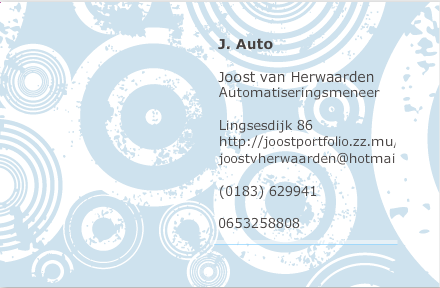 J. Auto
Joost van Herwaarden
Automatiseringsmeneer
Lingsesdijk 86
http://joostportfolio.zz.mu/
joostvherwaarden@hotmai
(0183) 629941
0653258808